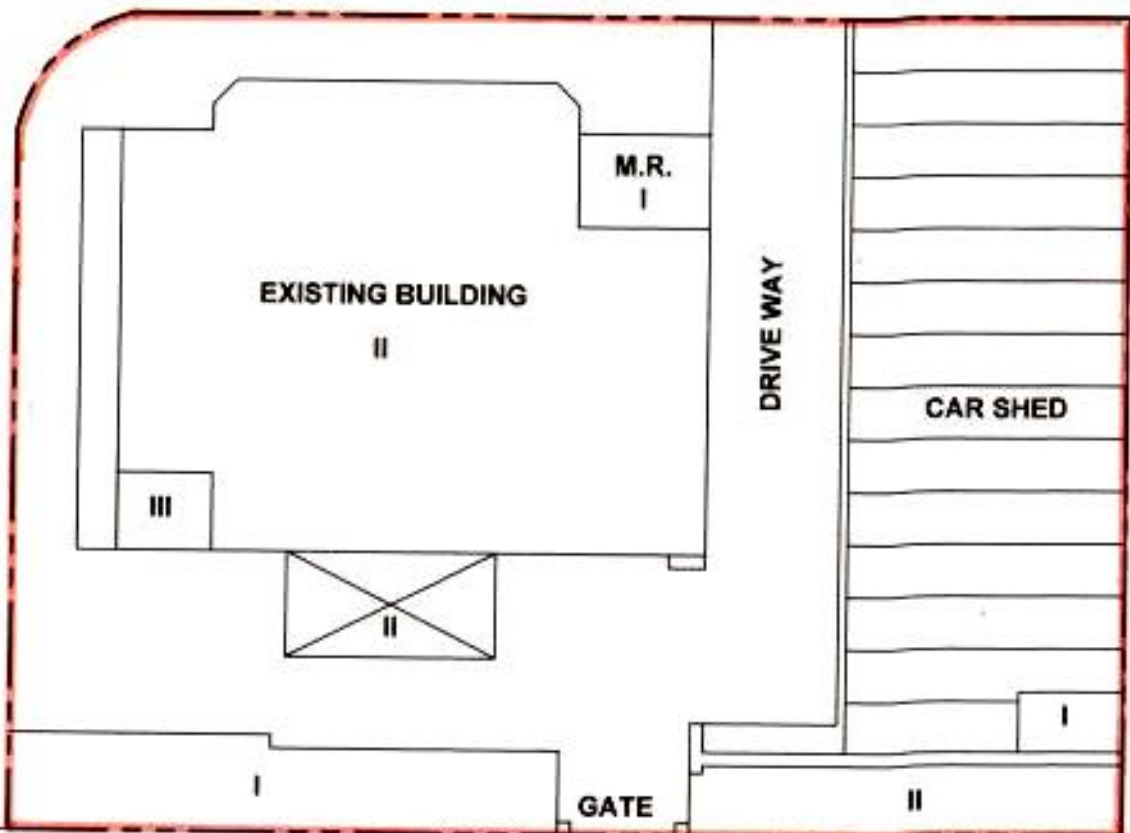 M.R.
I
EXISTING BUILDING
II
DRIVE WAY
CAR SHED
III
II
I
I
GATE
II